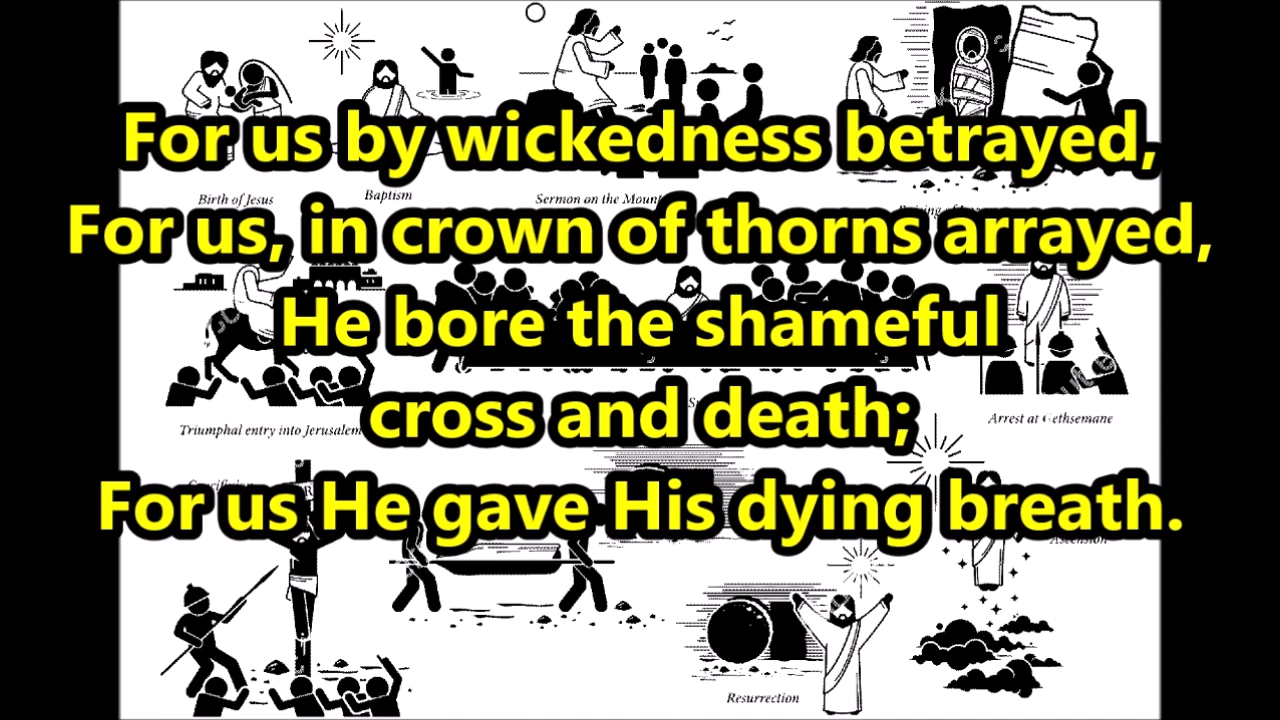 For us by wickedness betrayed,
Birth of Jesus
Baptism
Sermon on the Mount
For us, in crown of thorns arrayed,
He bore the shameful
cross and death;
Triumphal entry into Jerusalem
Arrest at Gethsemane
For us He gave His dying breath.
Ascension
Resurrection